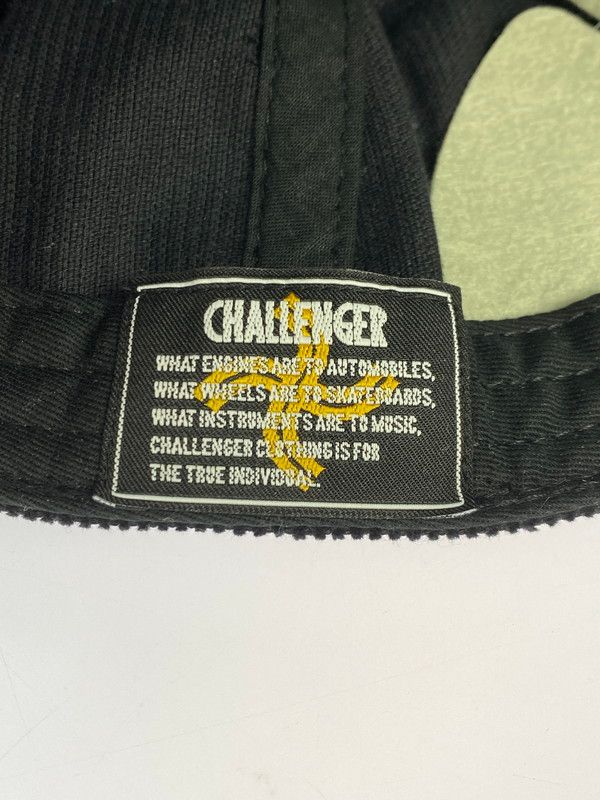 CHALLENGER
WHAT ENGINES ARE TO AUTOMOBILES,
WHAT WHEELS ARE TO SKATEBOARDS,
WHAT INSTRUMENTS ARE TO MUSIC,
CHALLENGER CLOTHING IS FOR
THE TRUE INDIVIDUAL.